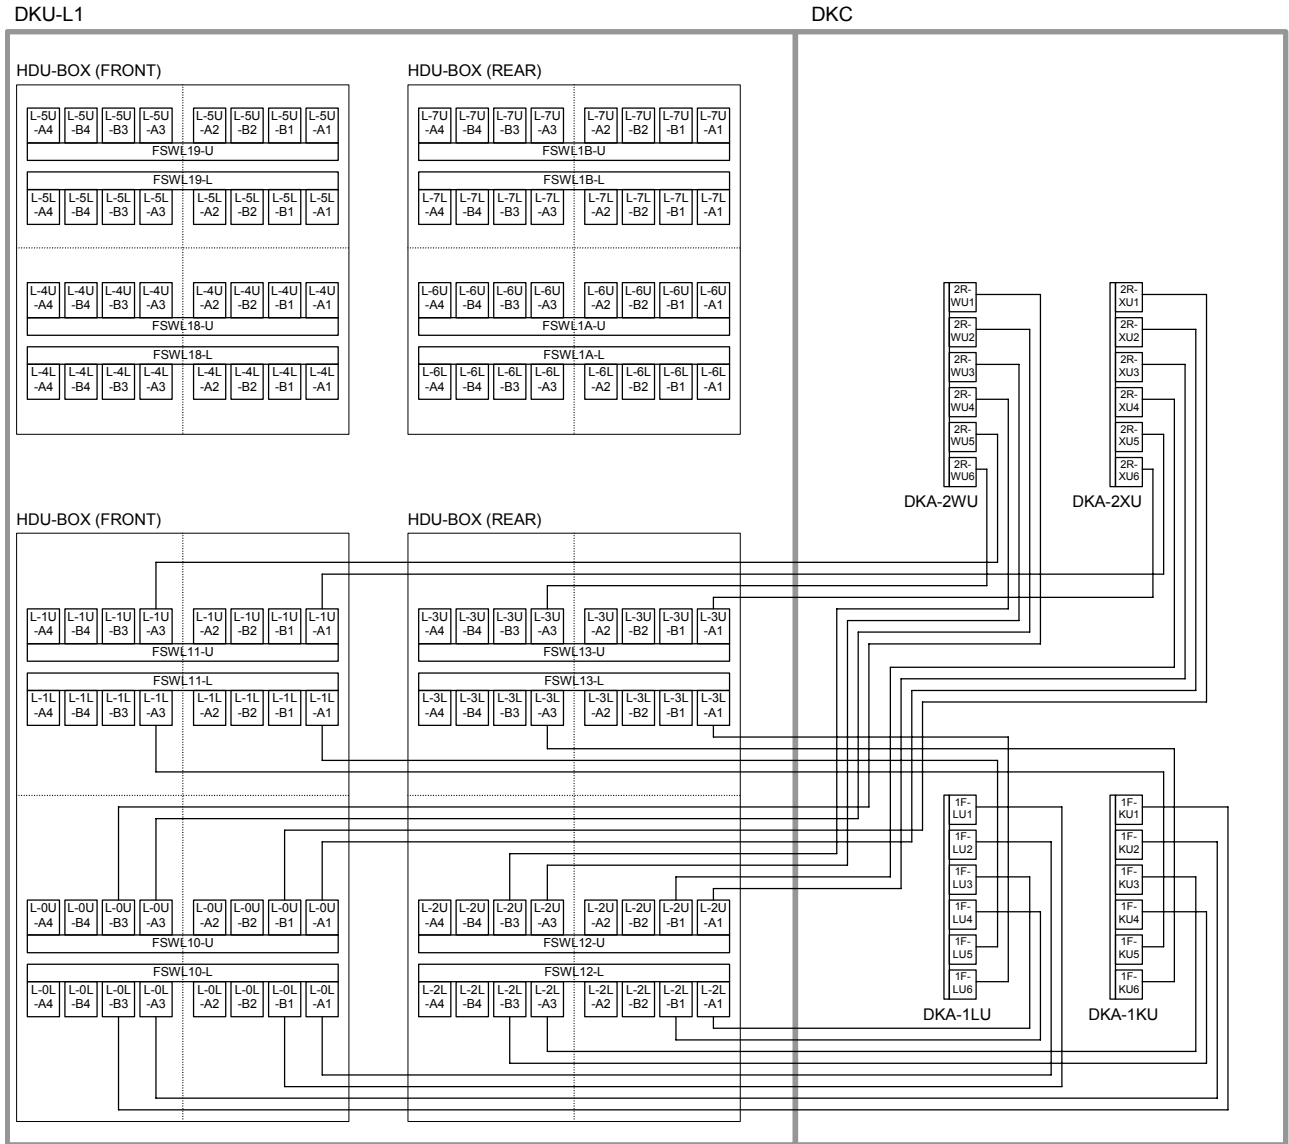 DKU-L1
DKC
HDU-BOX (FRONT)
HDU-BOX (REAR)
L-5U L-5U L-5U L-5U L-5U L-5U L-5U L-5U
-A4 -B4 -B3 -A3 -A2 -B2 -B1 -A1
FSWL19-U
FSWL19-L
L-5L L-5L L-5L L-5L L-5L L-5L L-5L L-5L
-A4 -B4 -B3 -A3 -A2 -B2 -B1 -A1
L-4U L-4U L-4U L-4U L-4U L-4U L-4U L-4U
-A4 -B4 -B3 -A3 -A2 -B2 -B1 -A1
FSWL18-U
FSWL18-L
L-4L L-4L L-4L L-4L L-4L L-4L L-4L L-4L
-A4 -B4 -B3 -A3 -A2 -B2 -B1 -A1
L-7U L-7U L-7U L-7U L-7U L-7U L-7U L-7U
-A4 -B4 -B3 -A3 -A2 -B2 -B1 -A1
FSWL1B-U
FSWL1B-L
L-7L L-7L L-7L L-7L L-7L L-7L L-7L L-7L
-A4 -B4 -B3 -A3 -A2 -B2 -B1 -A1
L-6U L-6U L-6U L-6U L-6U L-6U L-6U L-6U
-A4 -B4 -B3 -A3 -A2 -B2 -B1 -A1
FSWL1A-U
FSWL1A-L
L-6L L-6L L-6L L-6L L-6L L-6L L-6L L-6L
-A4 -B4 -B3 -A3 -A2 -B2 -B1 -A1
2R-
WU1
2R-
WU2
2R-
WU3
2R-
WU4
2R-
WU5
2R-
WU6
DKA-2WU
2R-
XU1
2R-
XU2
2R-
XU3
2R-
XU4
2R-
XU5
2R-
XU6
DKA-2XU
HDU-BOX (FRONT)
HDU-BOX (REAR)
L-1U L-1U L-1U L-1U L-1U L-1U L-1U L-1U
-A4 -B4 -B3 -A3 -A2 -B2 -B1 -A1
FSWL11-U
FSWL11-L
L-1L L-1L L-1L L-1L L-1L L-1L L-1L L-1L
-A4 -B4 -B3 -A3 -A2 -B2 -B1 -A1
L-0U L-0U L-0U L-0U L-0U L-0U L-0U L-0U
-A4 -B4 -B3 -A3 -A2 -B2 -B1 -A1
FSWL10-U
FSWL10-L
L-0L L-0L L-0L L-0L L-0L L-0L L-0L L-0L
-A4 -B4 -B3 -A3 -A2 -B2 -B1 -A1
L-3U L-3U L-3U L-3U L-3U L-3U L-3U L-3U
-A4 -B4 -B3 -A3 -A2 -B2 -B1 -A1
FSWL13-U
FSWL13-L
L-3L L-3L L-3L L-3L L-3L L-3L L-3L L-3L
-A4 -B4 -B3 -A3 -A2 -B2 -B1 -A1
L-2U L-2U L-2U L-2U L-2U L-2U L-2U L-2U
-A4 -B4 -B3 -A3 -A2 -B2 -B1 -A1
FSWL12-U
FSWL12-L
L-2L L-2L L-2L L-2L L-2L L-2L L-2L L-2L
-A4 -B4 -B3 -A3 -A2 -B2 -B1 -A1
1F-
LU1
1F-
LU2
1F-
LU3
1F-
LU4
1F-
LU5
1F-
LU6
DKA-1LU
1F-
KU1
1F-
KU2
1F-
KU3
1F-
KU4
1F-
KU5
1F-
KU6
DKA-1KU